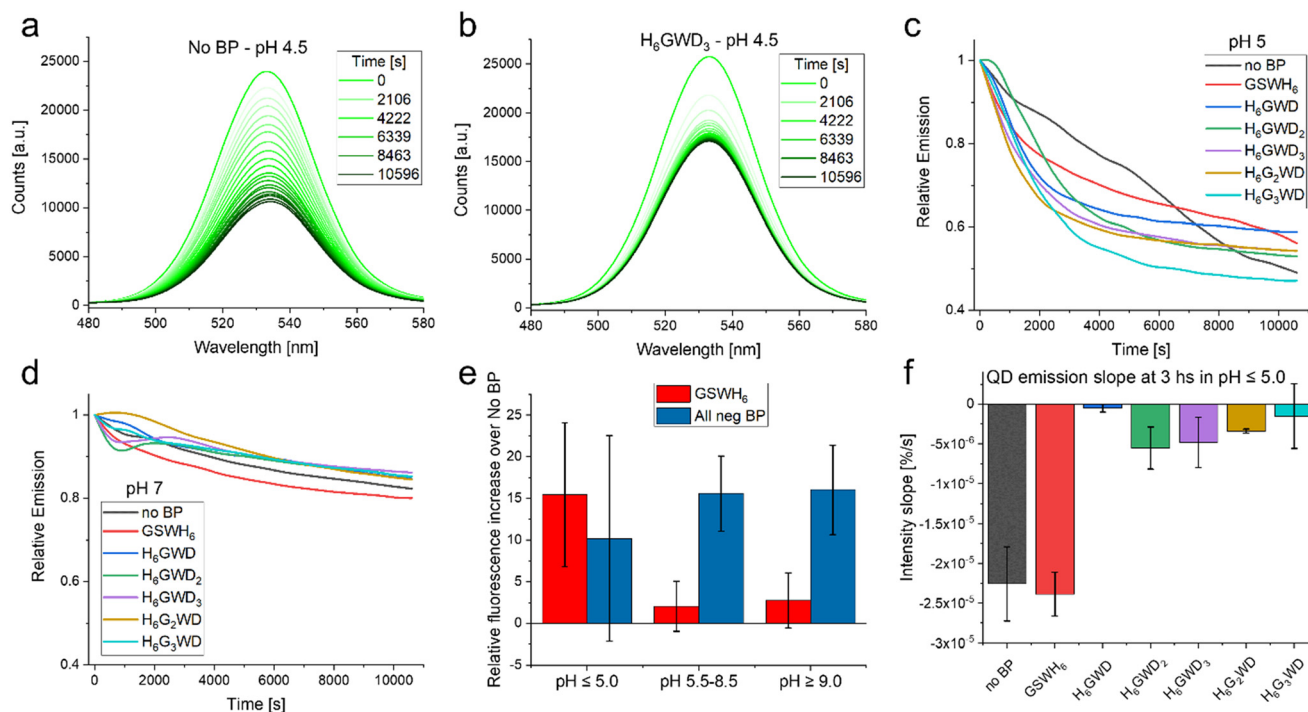 a
No BP - pH 4.5
Time [s]
0
2106
4222
6339
8463
10596
Counts [a.u.]
25000
20000
15000
10000
5000
0
480 500 520 540 560 580
Wavelength [nm]
b
H₆GWD₃ - pH 4.5
Time [s]
0
2106
4222
6339
8463
10596
Counts [a.u.]
25000
20000
15000
10000
5000
0
480 500 520 540 560 580
Wavelength [nm]
c
pH 5
no BP
GSWH₆
H₆GWD
H₆GWD₂
H₆GWD₃
H₆G₂WD
H₆G₃WD
Relative Emission
1
0.8
0.6
0.4
0 2000 4000 6000 8000 10000
Time [s]
d
pH 7
no BP
GSWH₆
H₆GWD
H₆GWD₂
H₆GWD₃
H₆G₂WD
H₆G₃WD
Relative Emission
1
0.8
0.6
0.4
0 2000 4000 6000 8000 10000
Time [s]
e
GSWH₆
All neg BP
Relative fluorescence increase over No BP
25
20
15
10
5
0
-5
pH ≤ 5.0 pH 5.5-8.5 pH ≥ 9.0
f
QD emission slope at 3 hs in pH ≤ 5.0
Intensity slope [%/s]
0
-5x10⁻⁶
-1x10⁻⁵
-1.5x10⁻⁵
-2x10⁻⁵
-2.5x10⁻⁵
-3x10⁻⁵
no BP GSWH₆ H₆GWD H₆GWD₂ H₆GWD₃ H₆G₂WD H₆G₃WD